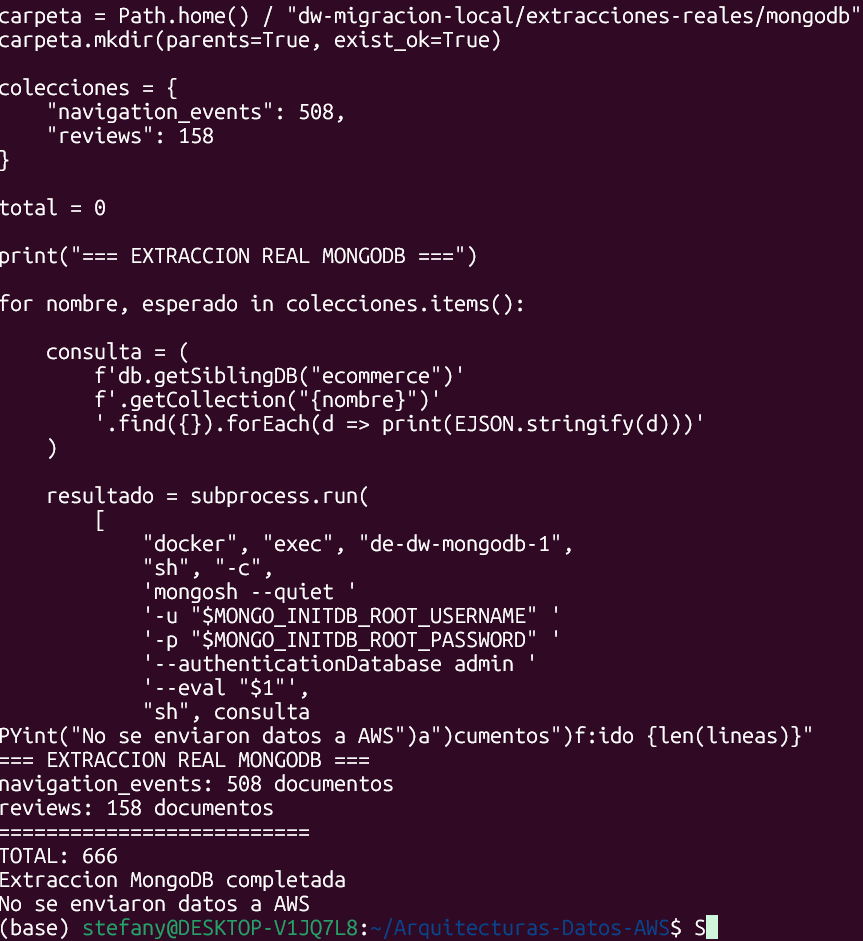 carpeta = Path.home() / "dw-migracion-local/extracciones-reales/mongodb"
carpeta.mkdir(parents=True, exist_ok=True)

colecciones = {
    "navigation_events": 508,
    "reviews": 158
}

total = 0

print("=== EXTRACCION REAL MONGODB ===")

for nombre, esperado in colecciones.items():

    consulta = (
        f'db.getSiblingDB("ecommerce")'
        f'.getCollection("{nombre}")'
        '.find({}).forEach(d => print(EJSON.stringify(d)))'
    )

    resultado = subprocess.run(
        [
            "docker", "exec", "de-dw-mongodb-1",
            "sh", "-c",
            'mongosh --quiet '
            '-u "$MONGO_INITDB_ROOT_USERNAME" '
            '-p "$MONGO_INITDB_ROOT_PASSWORD" '
            '--authenticationDatabase admin '
            '--eval "$1"',
            "sh", consulta
PYint("No se enviaron datos a AWS")a")cumentos")f:ido {len(lineas)}"
=== EXTRACCION REAL MONGODB ===
navigation_events: 508 documentos
reviews: 158 documentos
==========================
TOTAL: 666
Extraccion MongoDB completada
No se enviaron datos a AWS
(base) stefany@DESKTOP-V1JQ7L8:~/Arquitecturas-Datos-AWS$ S